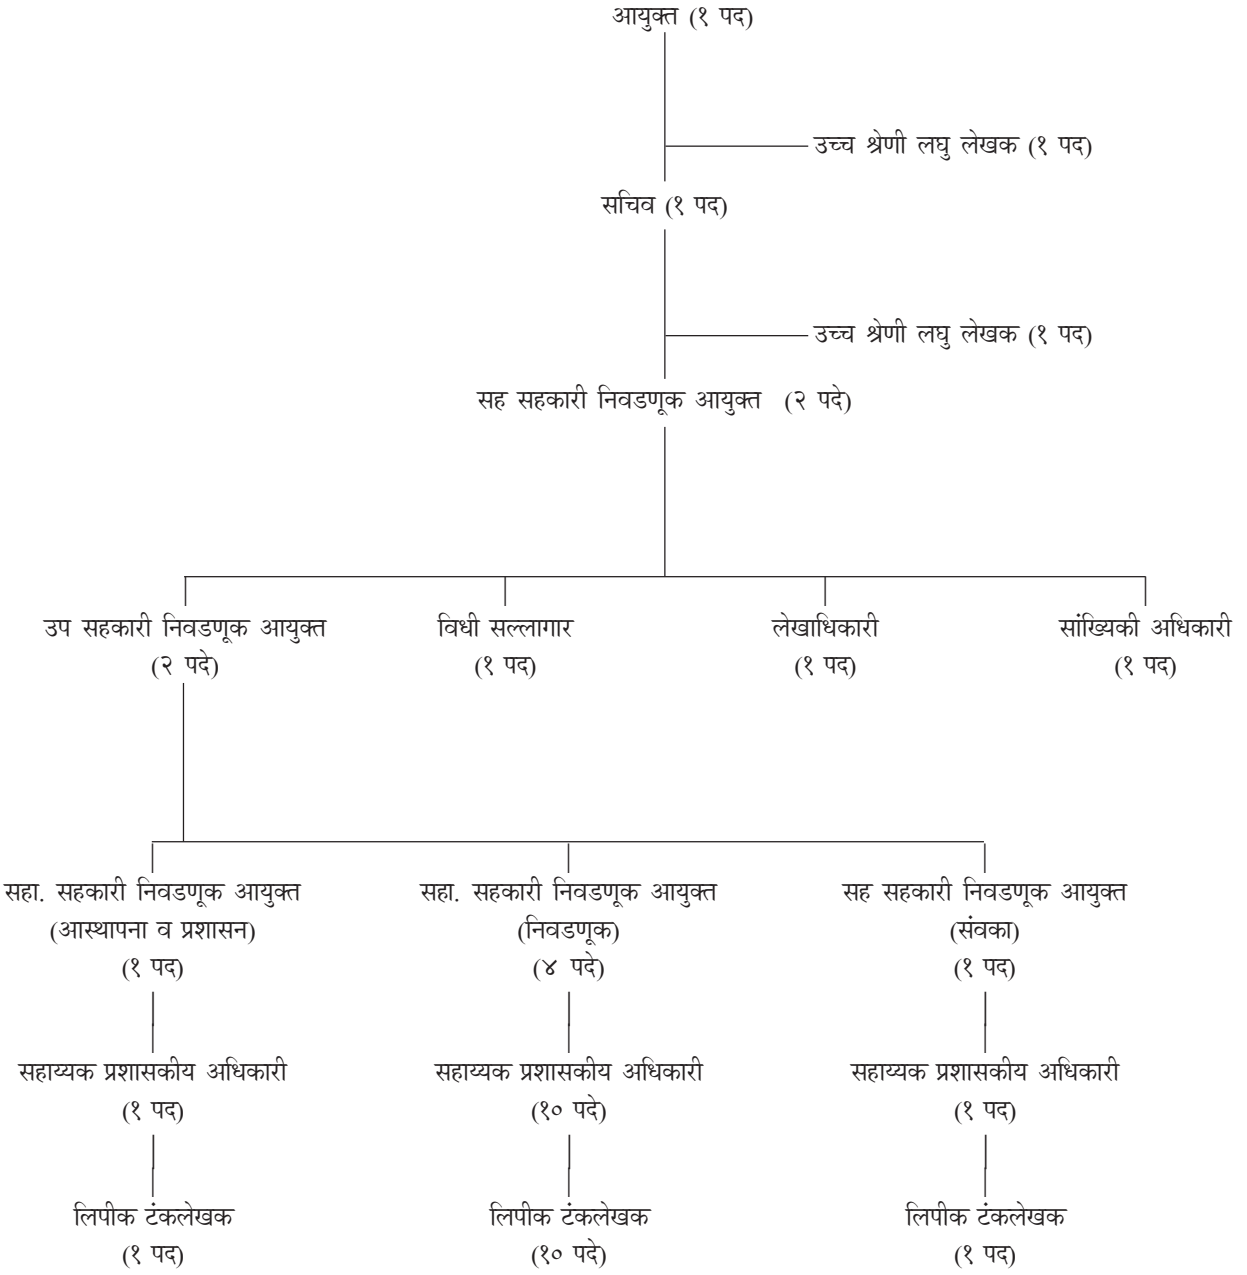 आयुक्त (१ पद)
उच्च श्रेणी लघु लेखक (१ पद)
सचिव (१ पद)
उच्च श्रेणी लघु लेखक (१ पद)
सह सहकारी निवडणूक आयुक्त (२ पदे)
उप सहकारी निवडणूक आयुक्त
(२ पदे)
विधी सल्लागार
(१ पद)
लेखाधिकारी
(१ पद)
सांख्यिकी अधिकारी
(१ पद)
सहा. सहकारी निवडणूक आयुक्त
(आस्थापना व प्रशासन)
(१ पद)
सहा. सहकारी निवडणूक आयुक्त
(निवडणूक)
(४ पदे)
सह सहकारी निवडणूक आयुक्त
(संवका)
(१ पद)
सहाय्यक प्रशासकीय अधिकारी
(१ पद)
सहाय्यक प्रशासकीय अधिकारी
(१० पदे)
सहाय्यक प्रशासकीय अधिकारी
(१ पद)
लिपीक टंकलेखक
(१ पद)
लिपीक टंकलेखक
(१० पदे)
लिपीक टंकलेखक
(१ पद)